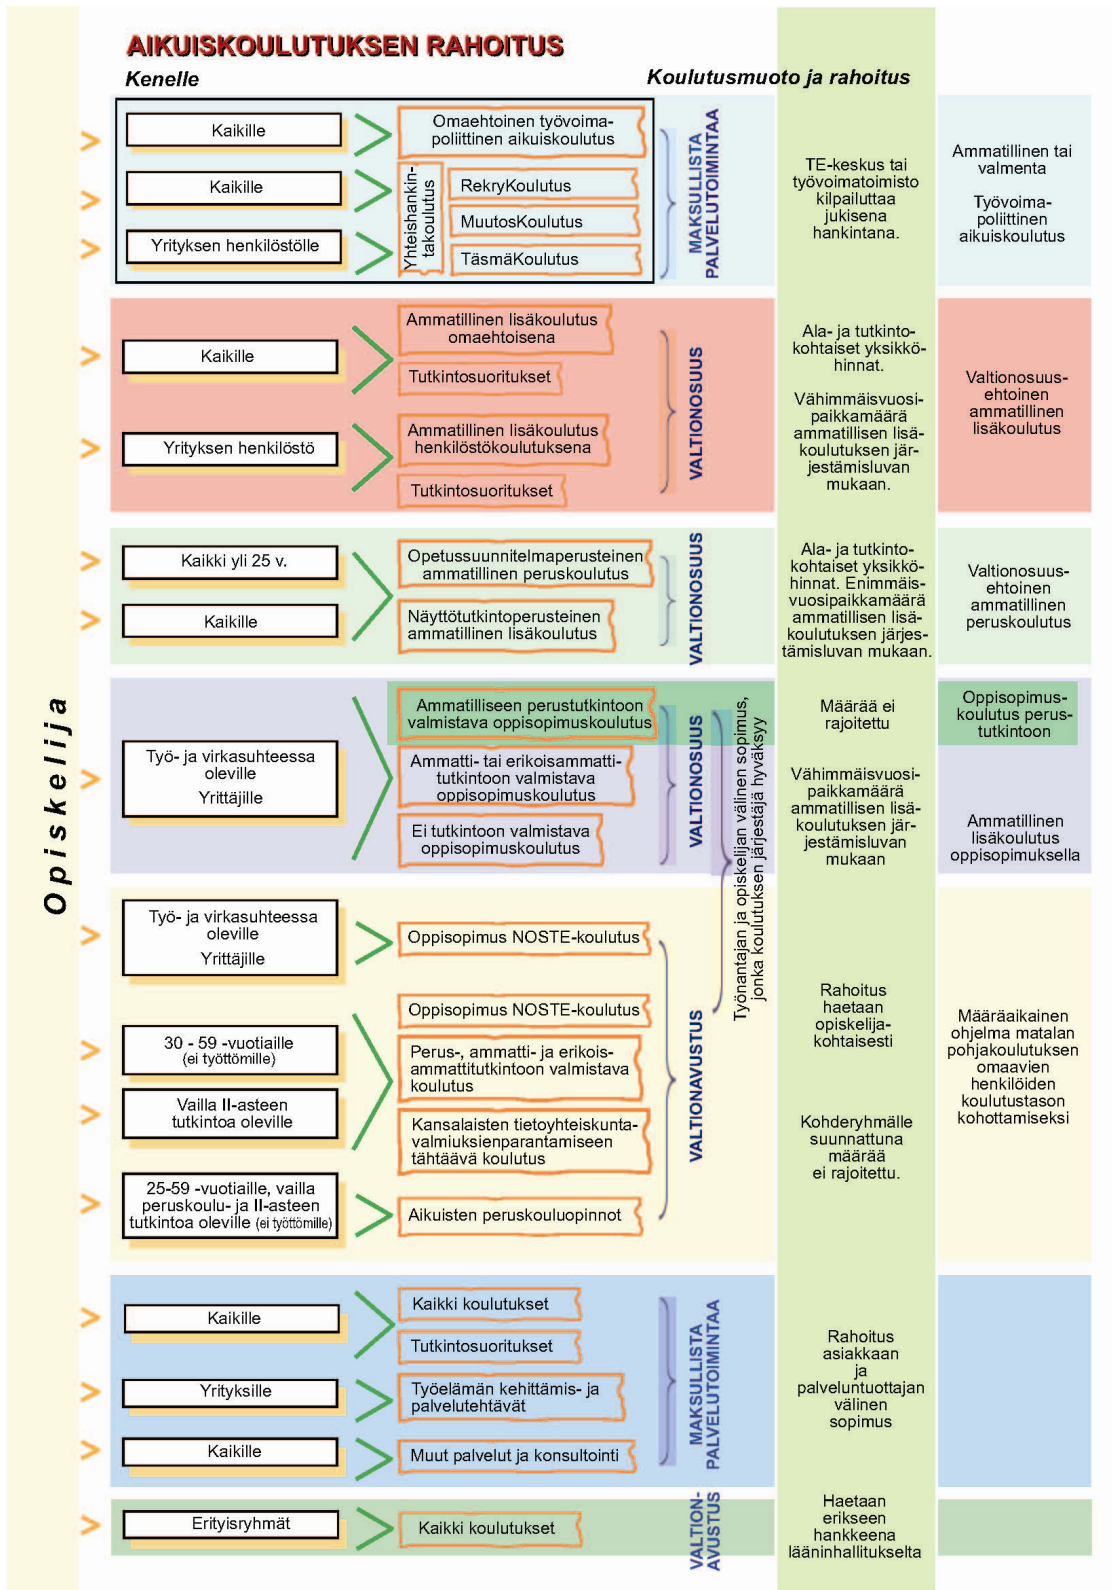 AIKUISKOULUTUKSEN RAHOITUS
Kenelle
Koulutusmuoto ja rahoitus
Opiskelija
Kaikille
Omaehtoinen työvoima-
poliittinen aikuiskoulutus
Kaikille
Yrityksen henkilöstölle
Yhteishankin-
takoulutus
RekryKoulutus
MuutosKoulutus
TäsmäKoulutus
MAKSULLISTA
PALVELUTOIMINTAA
TE-keskus tai
työvoimatoimisto
kilpailuttaa
jukisena
hankintana.
Ammatillinen tai
valmenta
Työvoima-
poliittinen
aikuiskoulutus
Kaikille
Ammatillinen lisäkoulutus
omaehtoisena
Tutkintosuoritukset
Yrityksen henkilöstö
Ammatillinen lisäkoulutus
henkilöstökoulutuksena
Tutkintosuoritukset
VALTIONOSUUS
Ala- ja tutkinto-
kohtaiset yksikkö-
hinnat.
Vähimmäisvuosi-
paikkamäärä
ammatillisen lisä-
koulutuksen jär-
jestämisluvan
mukaan.
Valtionosuus-
ehtoinen
ammatillinen
lisäkoulutus
Kaikki yli 25 v.
Opetussuunnitelmaperusteinen
ammatillinen peruskoulutus
Kaikille
Näyttötutkintoperusteinen
ammatillinen lisäkoulutus
VALTIONOSUUS
Ala- ja tutkinto-
kohtaiset yksikkö-
hinnat. Enimmäis-
vuosipaikkamäärä
ammatillisen lisä-
koulutuksen järjes-
tämisluvan mukaan.
Valtionosuus-
ehtoinen
ammatillinen
peruskoulutus
Työ- ja virkasuhteessa
oleville
Yrittäjille
Ammatilliseen perustutkintoon
valmistava oppisopimuskoulutus
Ammatti- tai erikoisammatti-
tutkintoon valmistava
oppisopimuskoulutus
Ei tutkintoon valmistava
oppisopimuskoulutus
VALTIONOSUUS
Työnantajan ja opiskelijan välinen sopimus,
jonka koulutuksen järjestäjä hyväksyy
Määrää ei
rajoitettu
Vähimmäisvuosi-
paikkamäärä
ammatillisen lisä-
koulutuksen jär-
jestämisluvan
mukaan
Oppisopimus-
koulutus perus-
tutkintoon
Ammatillinen
lisäkoulutus
oppisopimuksella
Työ- ja virkasuhteessa
oleville
Yrittäjille
Oppisopimus NOSTE-koulutus
30 - 59 -vuotiaille
(ei työttömille)
Vailla II-asteen
tutkintoa oleville
Oppisopimus NOSTE-koulutus
Perus-, ammatti- ja erikois-
ammattitutkintoon valmistava
koulutus
Kansalaisten tietoyhteiskunta-
valmiuksienparantamiseen
tähtäävä koulutus
25-59 -vuotiaille, vailla
peruskoulu- ja II-asteen
tutkintoa oleville (ei työttömille)
Aikuisten peruskouluopinnot
VALTIONAVUSTUS
Rahoitus
haetaan
opiskelija-
kohtaisesti
Kohderyhmälle
suunnattuna
määrää
ei rajoitettu.
Määräaikainen
ohjelma matalan
pohjakoulutuksen
omaavien
henkilöiden
koulutustason
kohottamiseksi
Kaikille
Kaikki koulutukset
Tutkintosuoritukset
Yrityksille
Työelämän kehittämis- ja
palvelutehtävät
Kaikille
Muut palvelut ja konsultointi
MAKSULLISTA
PALVELUTOIMINTAA
Rahoitus
asiakkaan
ja
palveluntuottajan
välinen
sopimus
Erityisryhmät
Kaikki koulutukset
VALTION-
AVUSTUS
Haetaan
erikseen
hankkeena
lääninhallitukselta